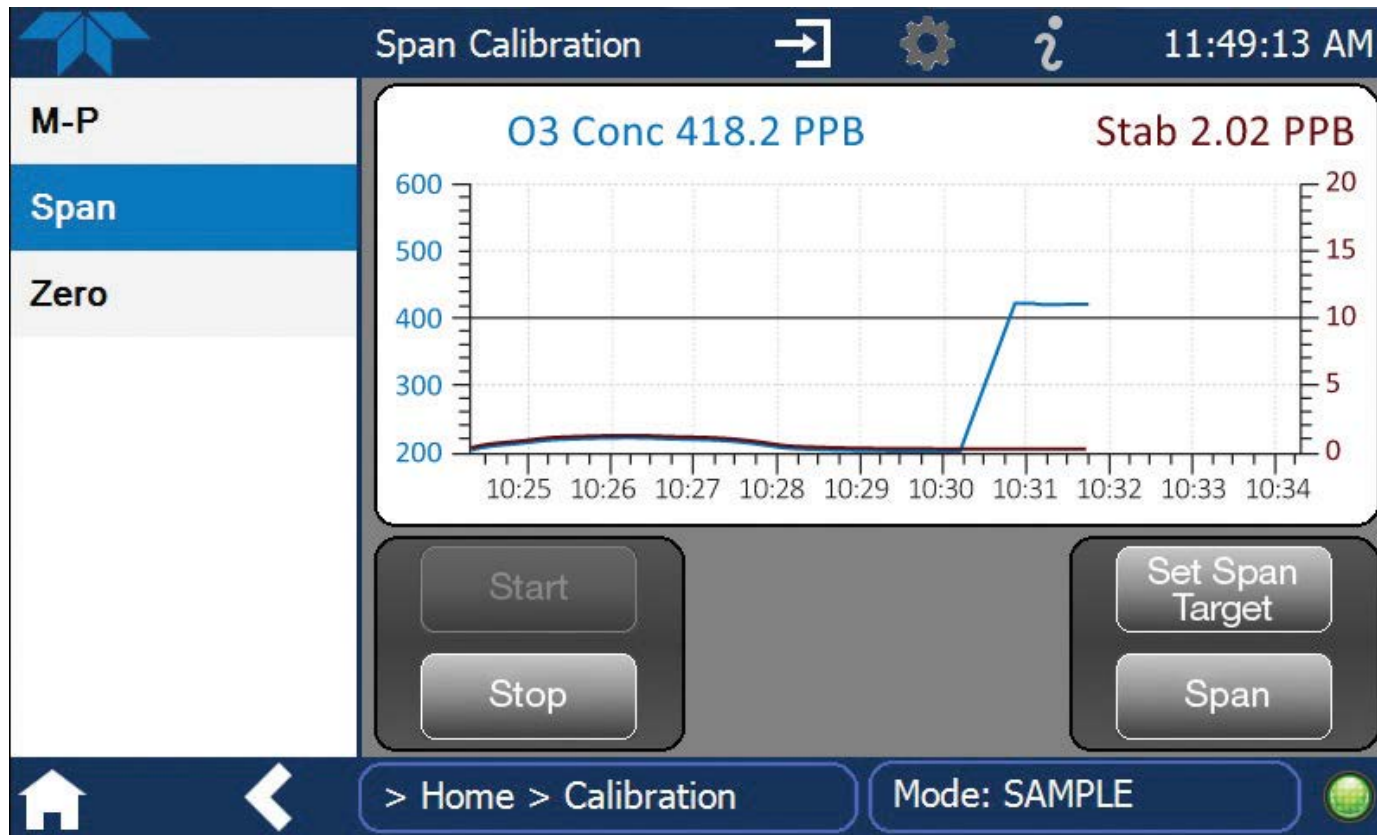 Span Calibration
11:49:13 AM
M-P
Span
Zero
O3 Conc 418.2 PPB
Stab 2.02 PPB
600
500
400
300
200
20
15
10
5
0
10:25 10:26 10:27 10:28 10:29 10:30 10:31 10:32 10:33 10:34
Start
Stop
Set Span
Target
Span
> Home > Calibration
Mode: SAMPLE